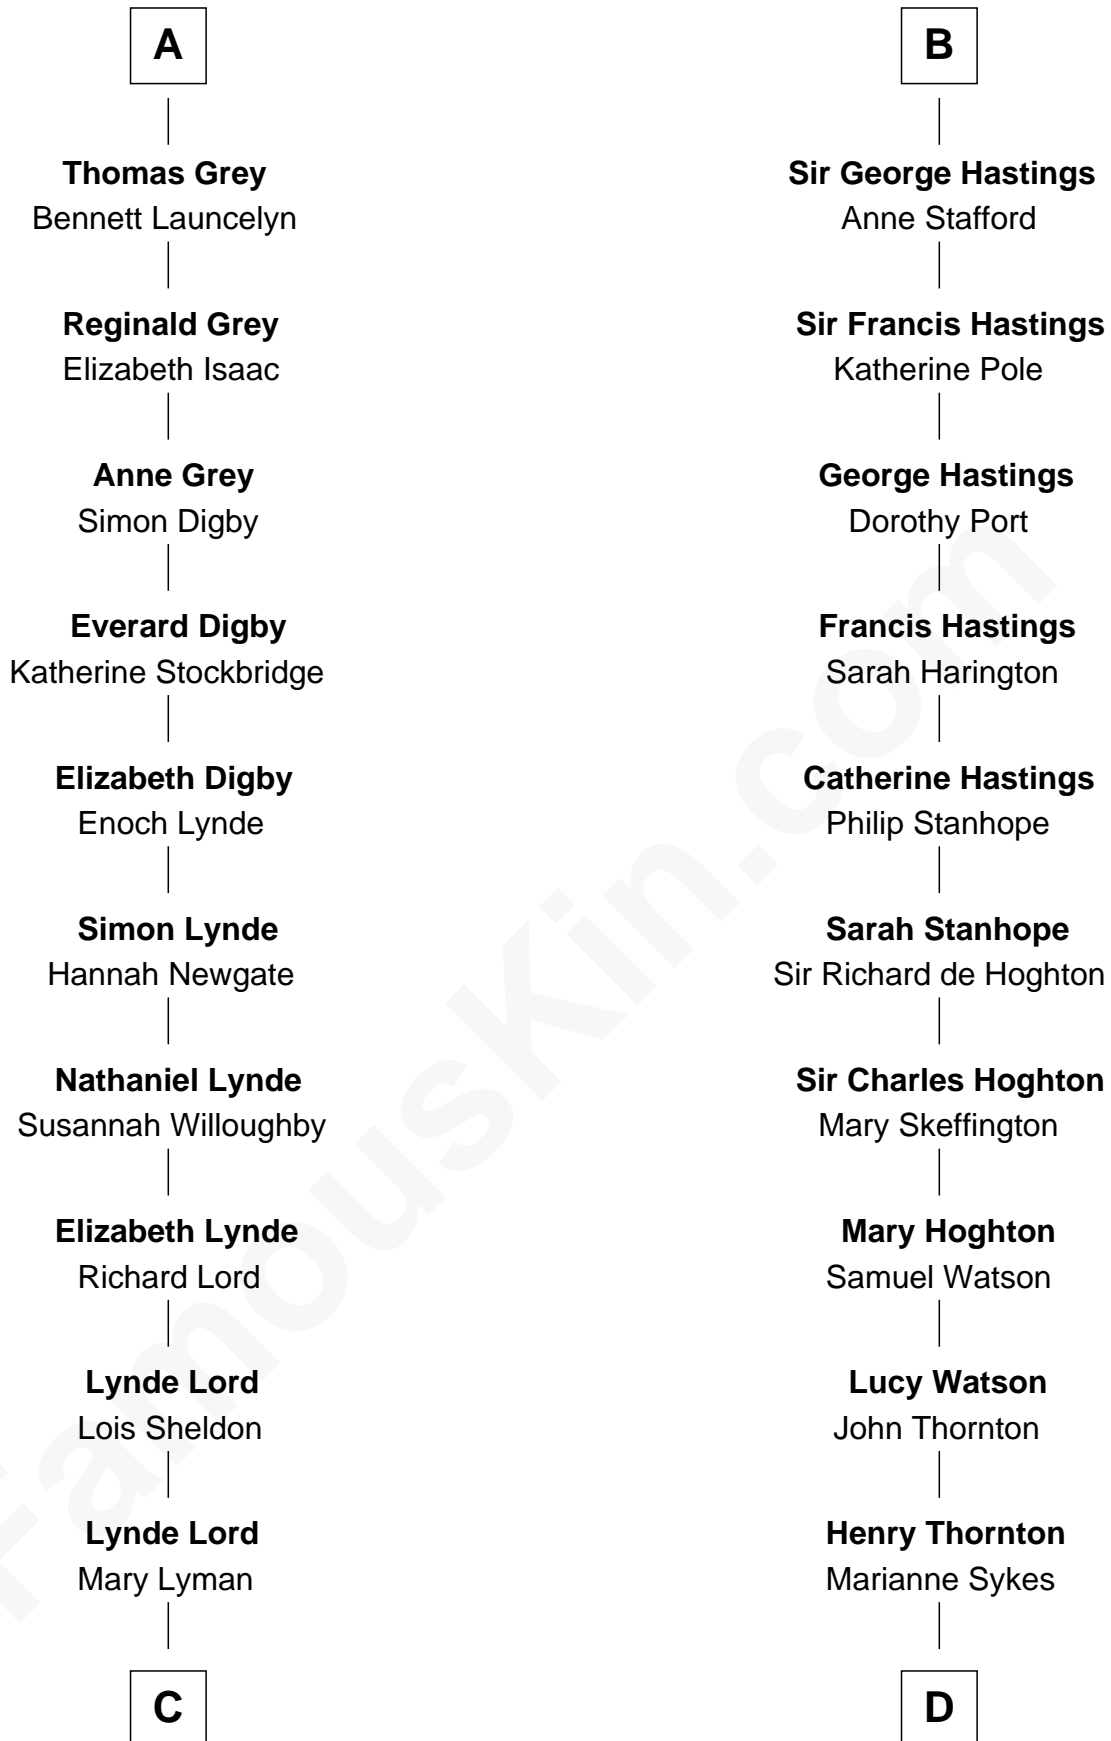 A
Thomas Grey
Bennett Launcelyn
Reginald Grey
Elizabeth Isaac
Anne Grey
Simon Digby
Everard Digby
Katherine Stockbridge
Elizabeth Digby
Enoch Lynde
Simon Lynde
Hannah Newgate
Nathaniel Lynde
Susannah Willoughby
Elizabeth Lynde
Richard Lord
Lynde Lord
Lois Sheldon
Lynde Lord
Mary Lyman
C
B
Sir George Hastings
Anne Stafford
Sir Francis Hastings
Katherine Pole
George Hastings
Dorothy Port
Francis Hastings
Sarah Harington
Catherine Hastings
Philip Stanhope
Sarah Stanhope
Sir Richard de Hoghton
Sir Charles Hoghton
Mary Skeffington
Mary Hoghton
Samuel Watson
Lucy Watson
John Thornton
Henry Thornton
Marianne Sykes
D
FamousKin.com